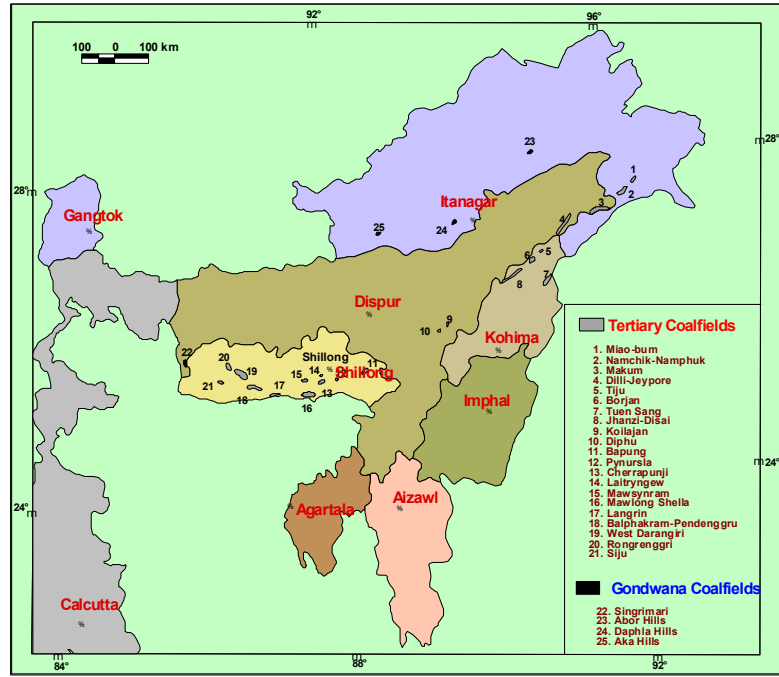 92°
96°
100 0 100 km
28°
28°
23
1
2
3
Itanagar
4
24
25
Gangtok
%
%
5
6
7
8
Dispur
%
9
10
Kohima
%
22
Shillong
Shillong
%
20
19
21
18
17
15
14
13
16
12
11
Imphal
%
24°
24°
Agartala
%
Aizawl
%
Calcutta
%
Tertiary Coalfields
1. Miao-bum
2. Namchik-Namphuk
3. Makum
4. Dilli-Jeypore
5. Tiju
6. Borjan
7. Tuen Sang
8. Jhanzi-Disai
9. Koilajan
10. Diphu
11. Bapung
12. Pynursla
13. Cherrapunji
14. Laitryngew
15. Mawsynram
16. Mawlong Shella
17. Langrin
18. Balphakram-Pendenggru
19. West Darangiri
20. Rongrenggri
21. Siju
Gondwana Coalfields
22. Singrimari
23. Abor Hills
24. Daphla Hills
25. Aka Hills
84°
88°
92°